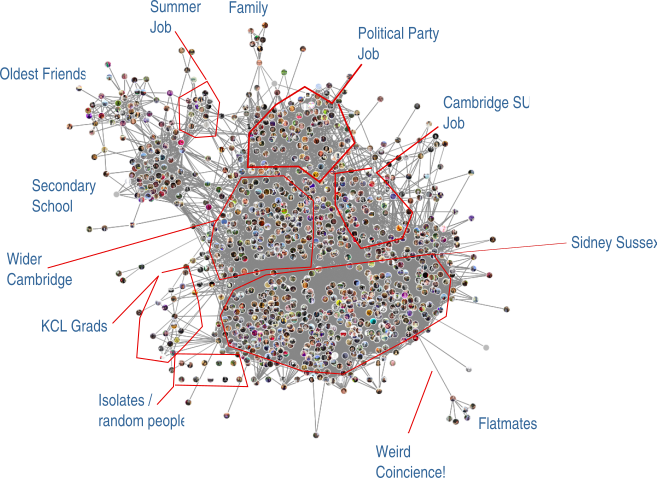 Summer
Job
Family
Political Party
Job
Oldest Friends
Cambridge SU
Job
Secondary
School
Sidney Sussex
Wider
Cambridge
KCL Grads
Isolates /
random people
Flatmates
Weird
Coincience!